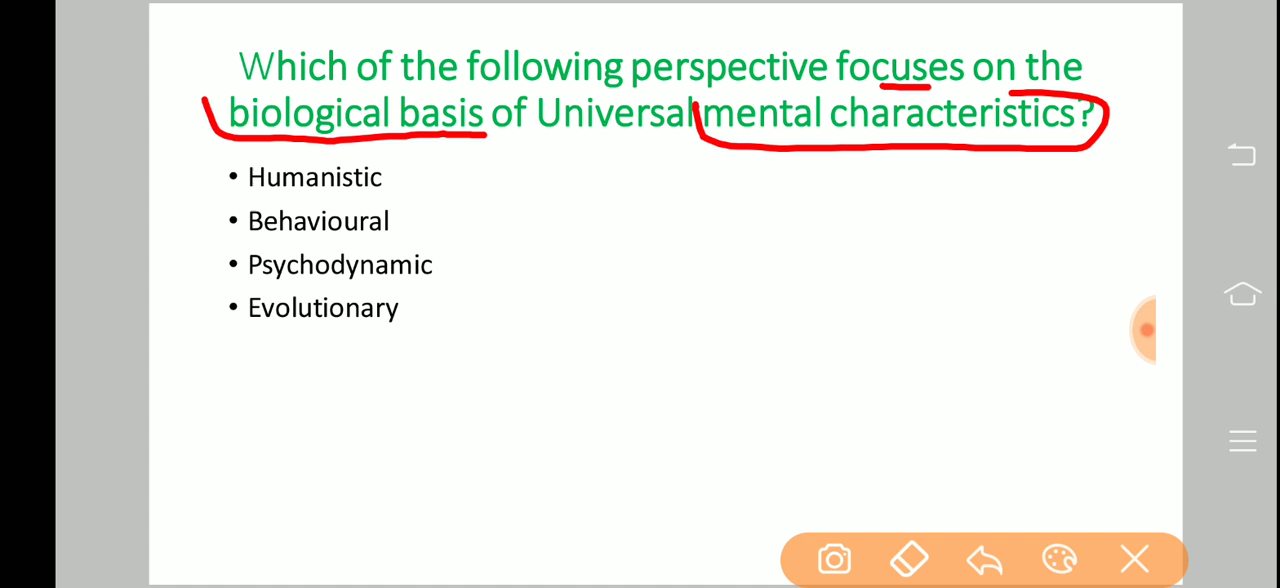 Which of the following perspective focuses on the
biological basis of Universal mental characteristics?
• Humanistic
• Behavioural
• Psychodynamic
• Evolutionary